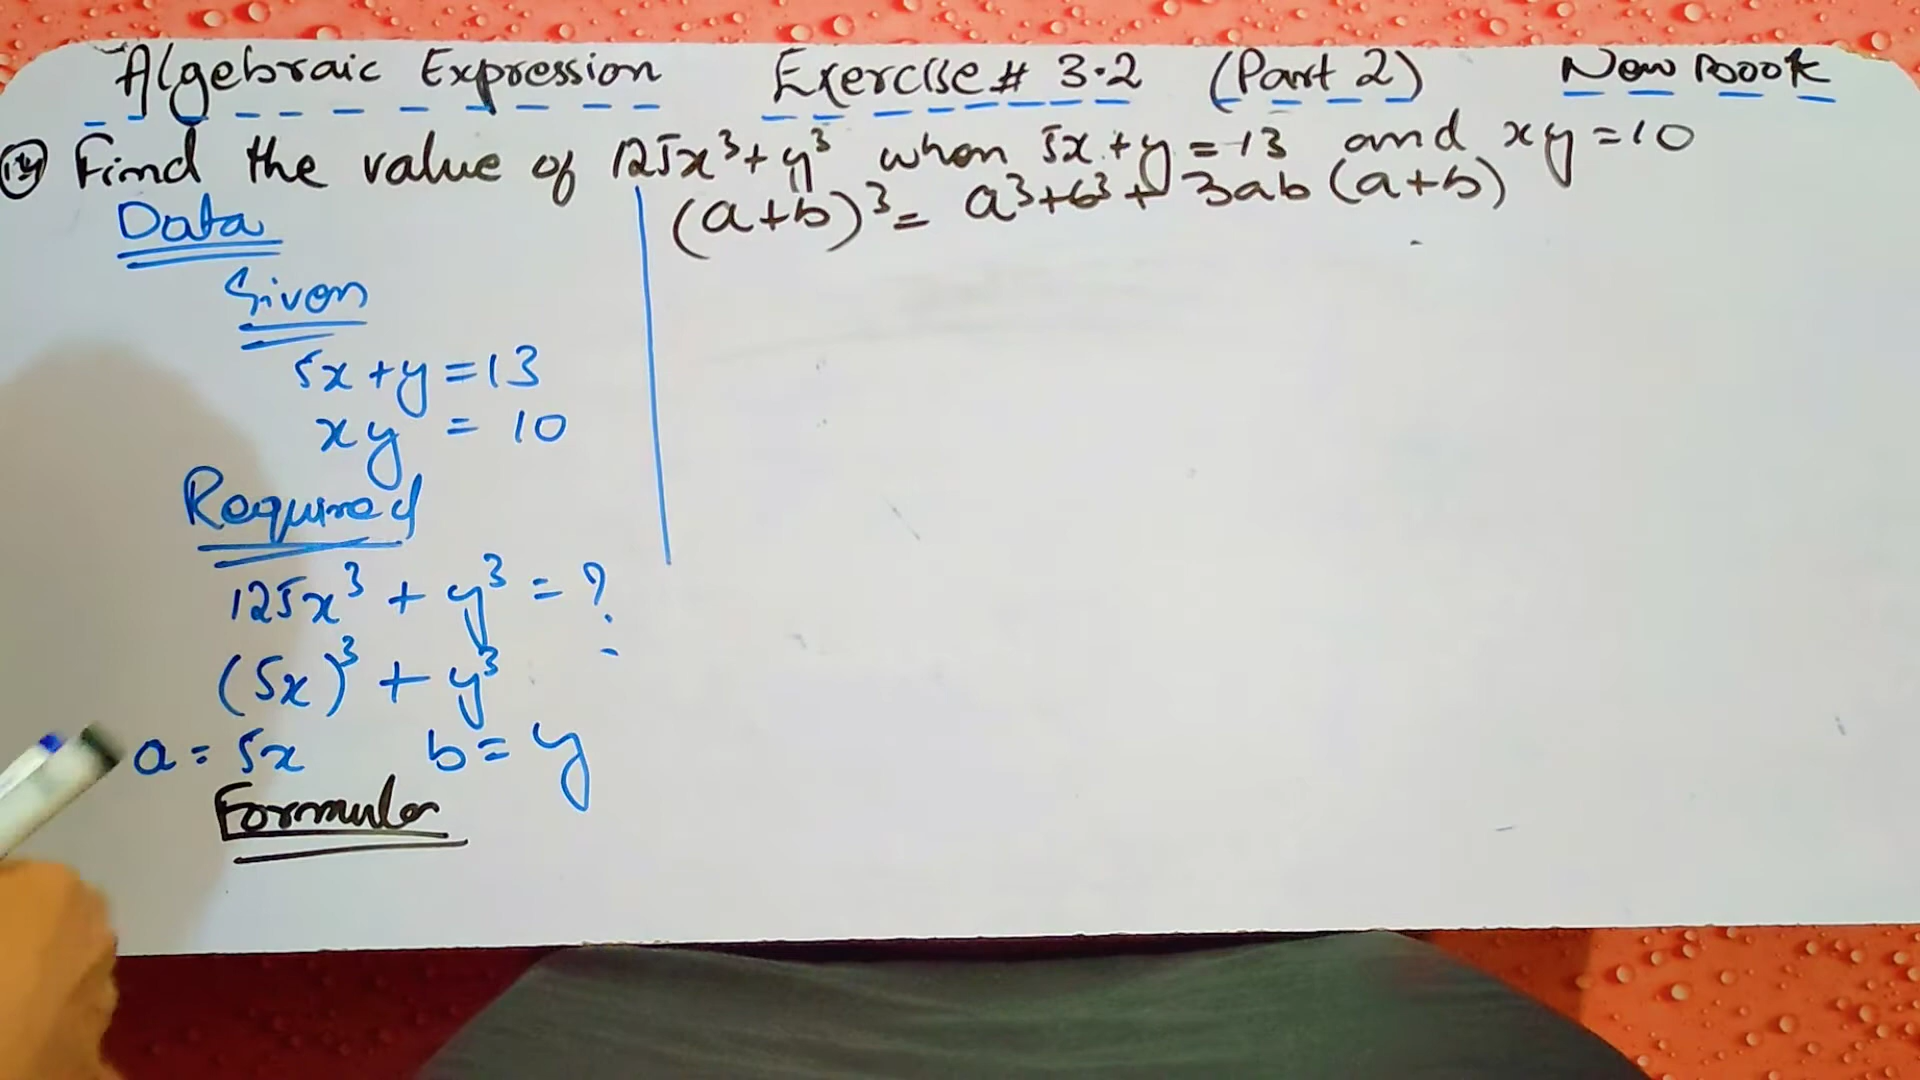 Algebraic Expression Exercise # 3.2 (Part 2) New Book
Find the value of 125x³ + y³ when 5x + y = 13 and xy = 10
Data
(a+b)³ = a³+b³ + 3ab (a+b)
Given
5x + y = 13
xy = 10
Required
125x³ + y³ = ?
(5x)³ + y³
a = 5x b = y
Formula